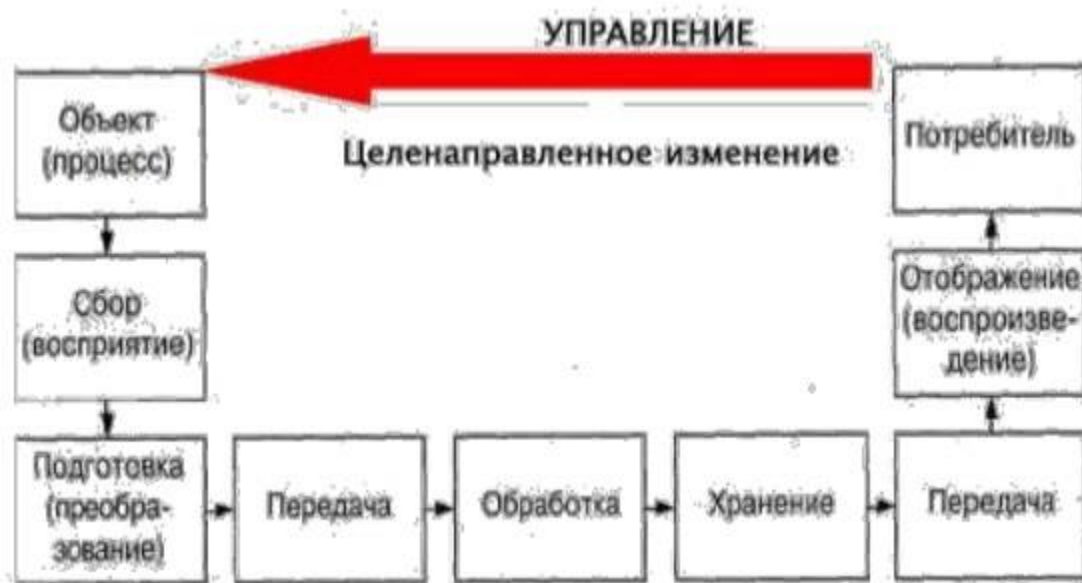 УПРАВЛЕНИЕ
Целенаправленное изменение
Объект
(процесс)
Сбор
(восприятие)
Подготовка
(преобра-
зование)
Передача
Обработка
Хранение
Передача
Отображение
(воспроизве-
дение)
Потребитель